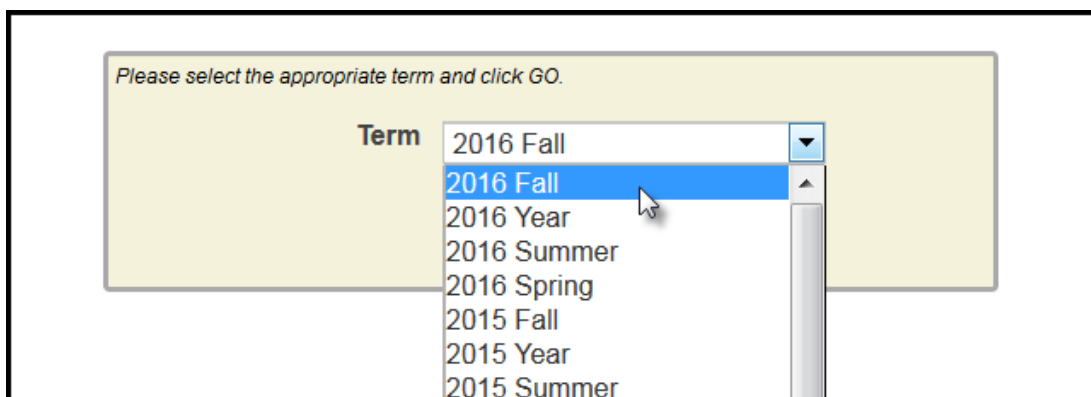 Please select the appropriate term and click GO.
Term 2016 Fall
2016 Fall
2016 Year
2016 Summer
2016 Spring
2015 Fall
2015 Year
2015 Summer